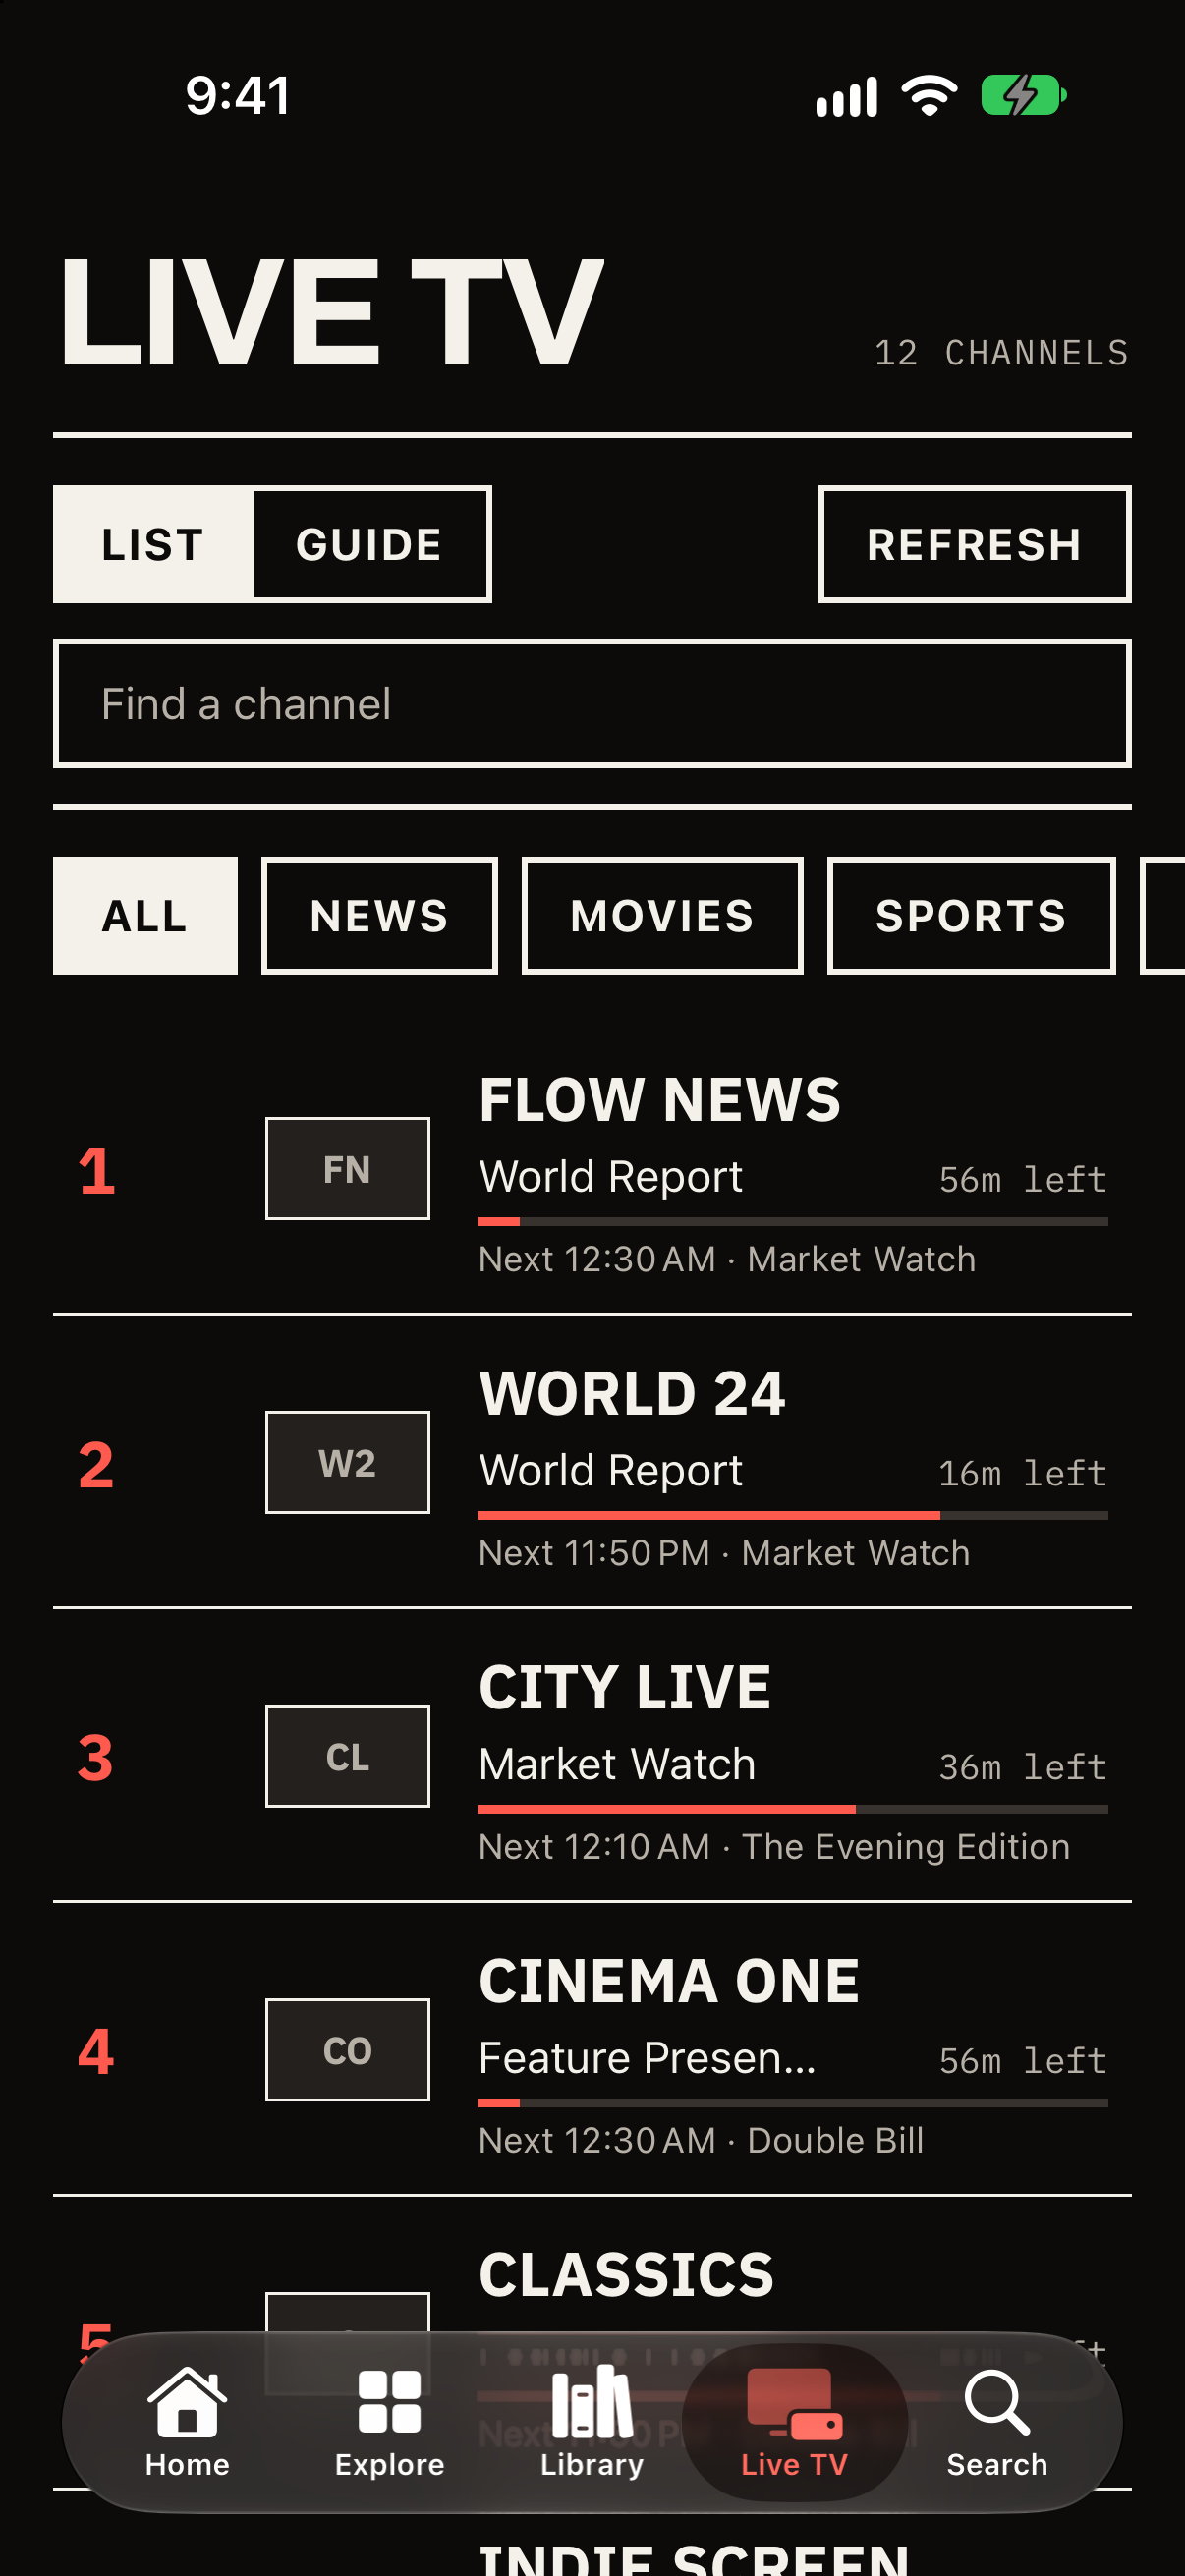 9:41
LIVE TV
12 CHANNELS
LIST GUIDE REFRESH
Find a channel
ALL NEWS MOVIES SPORTS
FLOW NEWS
1 FN World Report 56m left
Next 12:30 AM · Market Watch
WORLD 24
2 W2 World Report 16m left
Next 11:50 PM · Market Watch
CITY LIVE
3 CL Market Watch 36m left
Next 12:10 AM · The Evening Edition
CINEMA ONE
4 CO Feature Presen... 56m left
Next 12:30 AM · Double Bill
CLASSICS
5
Home Explore Library Live TV Search
INDIE SCREEN